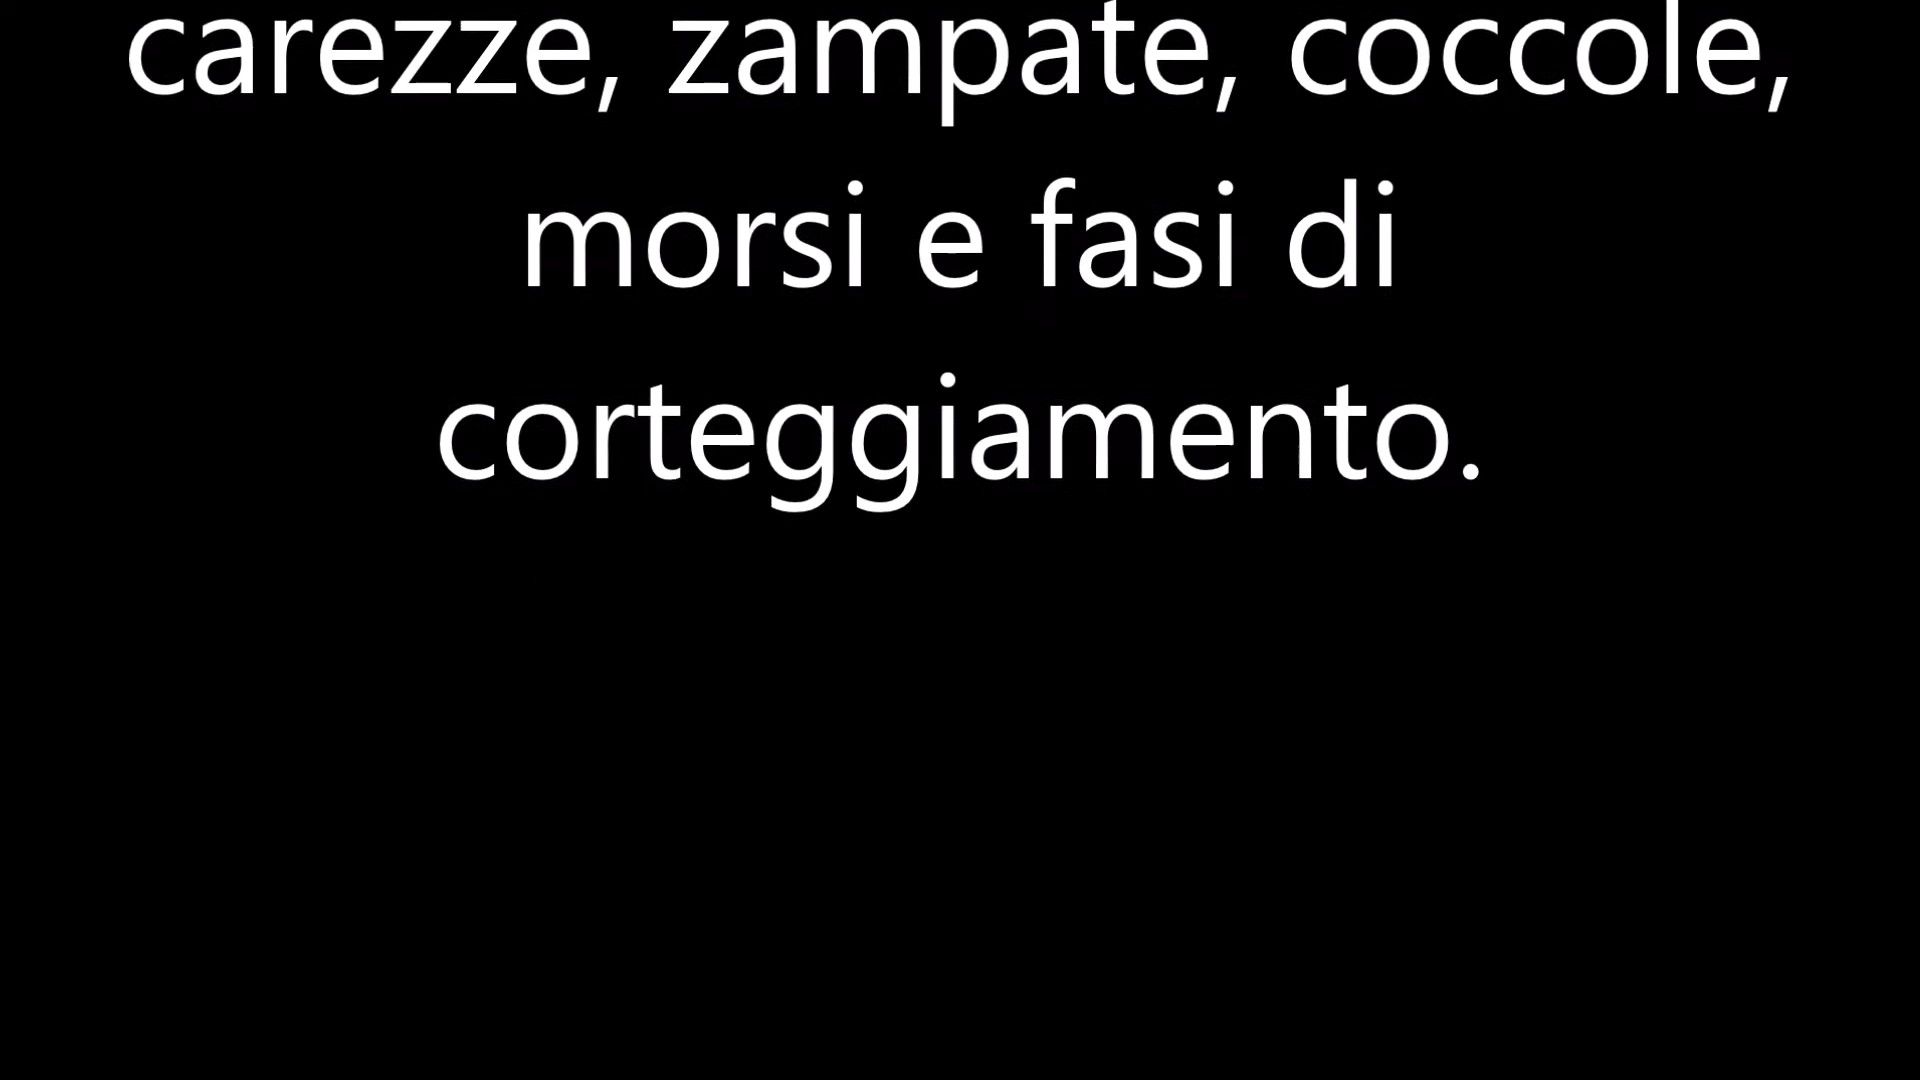 carezze, zampate, coccole,
morsi e fasi di
corteggiamento.